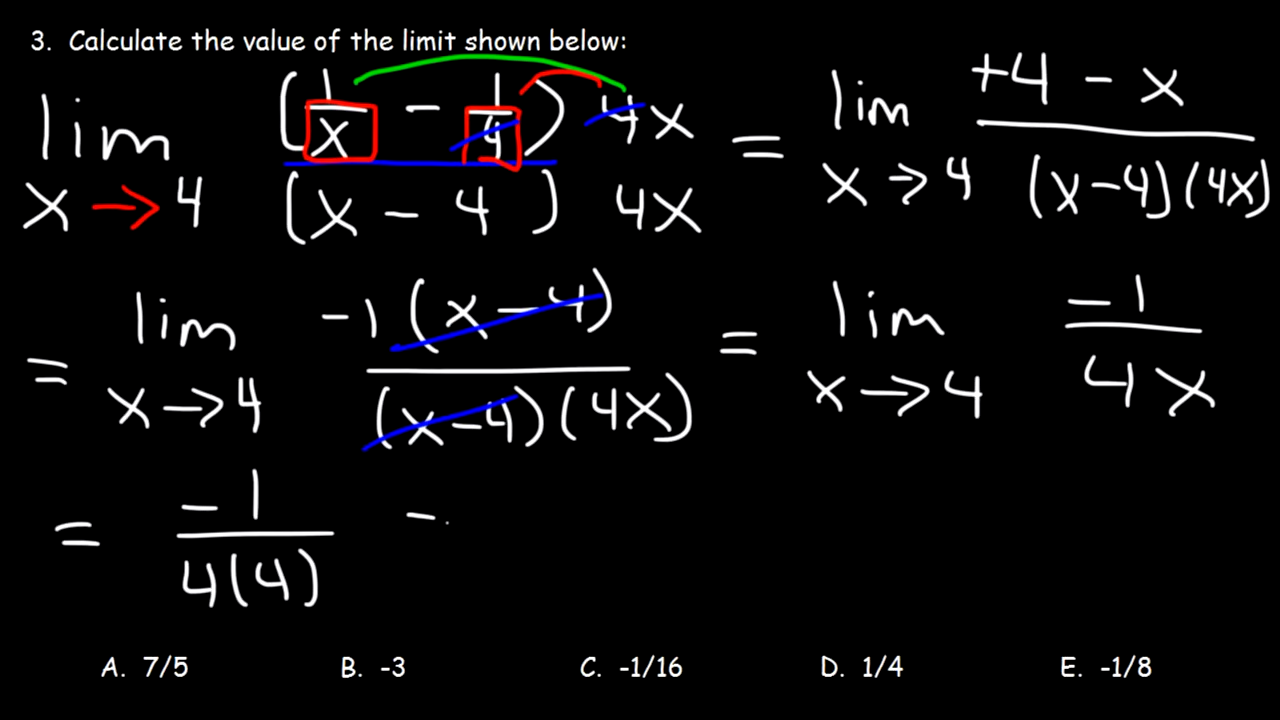 3. Calculate the value of the limit shown below:
lim x→4 (1/x - 1/4) 4x / (x - 4) 4x = lim x→4 +4 - x / (x-4)(4x)
= lim x→4 -1(x-4) / (x-4)(4x) = lim x→4 -1 / 4x
= -1 / 4(4) =
A. 7/5 B. -3 C. -1/16 D. 1/4 E. -1/8